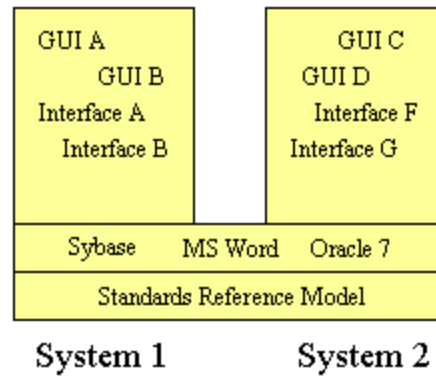 GUI A
GUI B
Interface A
Interface B
GUI C
GUI D
Interface F
Interface G
Sybase MS Word Oracle 7
Standards Reference Model
System 1 System 2